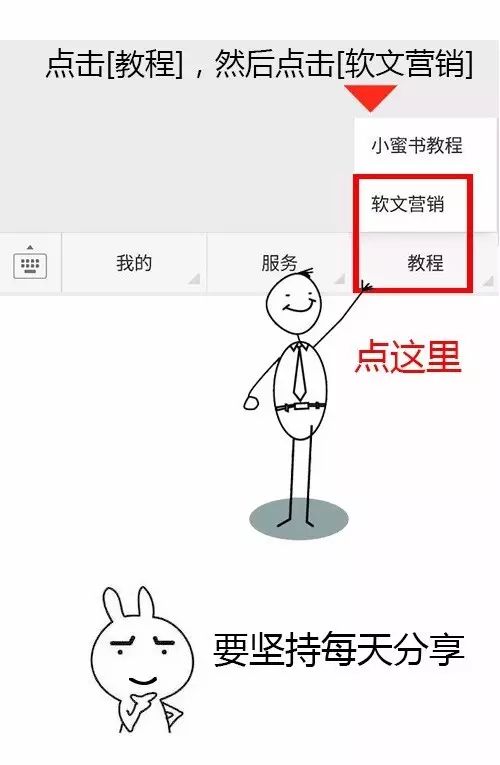 点击[教程]，然后点击[软文营销]
小蜜书教程
软文营销
我的
服务
教程
点这里
要坚持每天分享